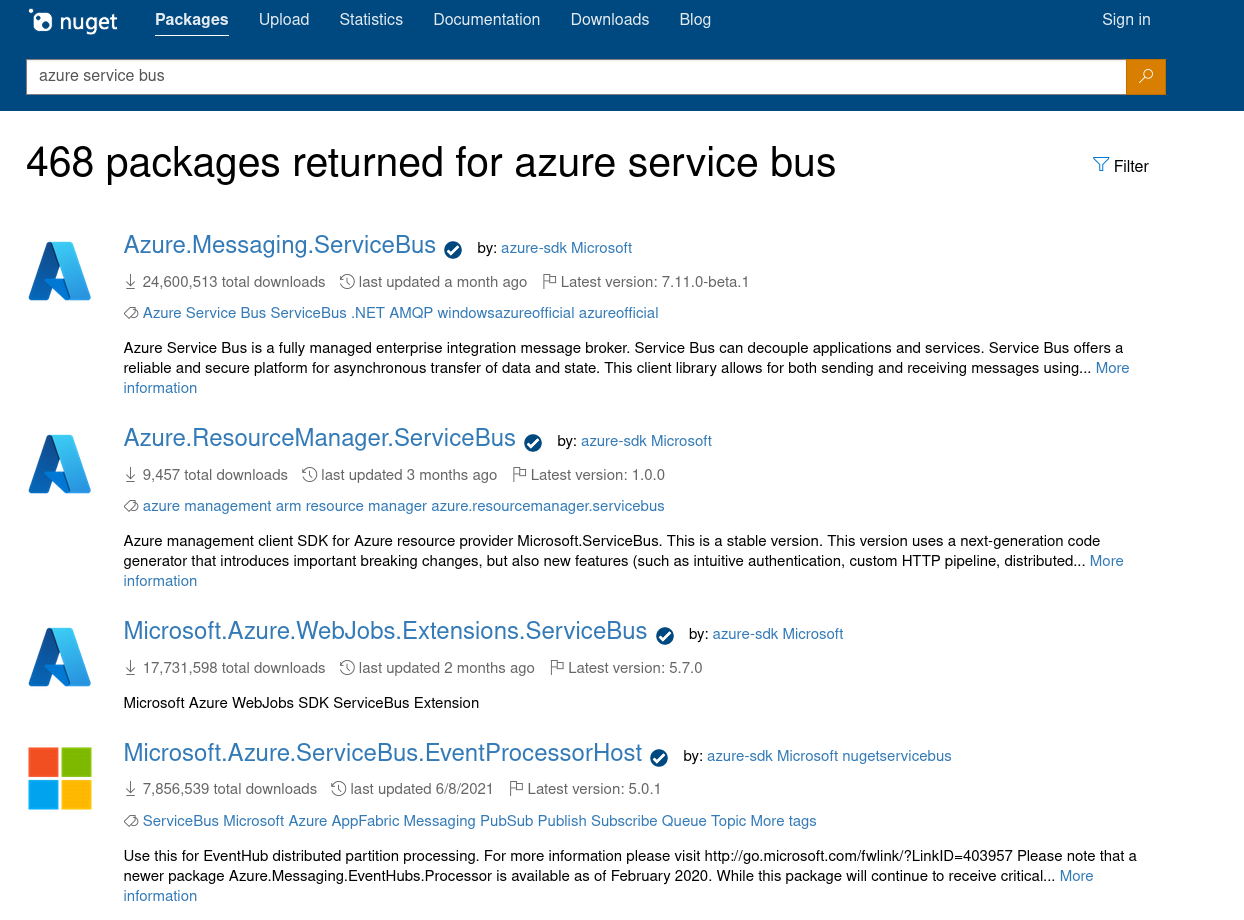 nuget Packages Upload Statistics Documentation Downloads Blog Sign in
azure service bus
468 packages returned for azure service bus
Filter
Azure.Messaging.ServiceBus by: azure-sdk Microsoft
24,600,513 total downloads last updated a month ago Latest version: 7.11.0-beta.1
Azure Service Bus ServiceBus .NET AMQP windowsazureofficial azureofficial
Azure Service Bus is a fully managed enterprise integration message broker. Service Bus can decouple applications and services. Service Bus offers a
reliable and secure platform for asynchronous transfer of data and state. This client library allows for both sending and receiving messages using... More
information
Azure.ResourceManager.ServiceBus by: azure-sdk Microsoft
9,457 total downloads last updated 3 months ago Latest version: 1.0.0
azure management arm resource manager azure.resourcemanager.servicebus
Azure management client SDK for Azure resource provider Microsoft.ServiceBus. This is a stable version. This version uses a next-generation code
generator that introduces important breaking changes, but also new features (such as intuitive authentication, custom HTTP pipeline, distributed... More
information
Microsoft.Azure.WebJobs.Extensions.ServiceBus by: azure-sdk Microsoft
17,731,598 total downloads last updated 2 months ago Latest version: 5.7.0
Microsoft Azure WebJobs SDK ServiceBus Extension
Microsoft.Azure.ServiceBus.EventProcessorHost by: azure-sdk Microsoft nugetservicebus
7,856,539 total downloads last updated 6/8/2021 Latest version: 5.0.1
ServiceBus Microsoft Azure AppFabric Messaging PubSub Publish Subscribe Queue Topic More tags
Use this for EventHub distributed partition processing. For more information please visit http://go.microsoft.com/fwlink/?LinkID=403957 Please note that a
newer package Azure.Messaging.EventHubs.Processor is available as of February 2020. While this package will continue to receive critical... More
information